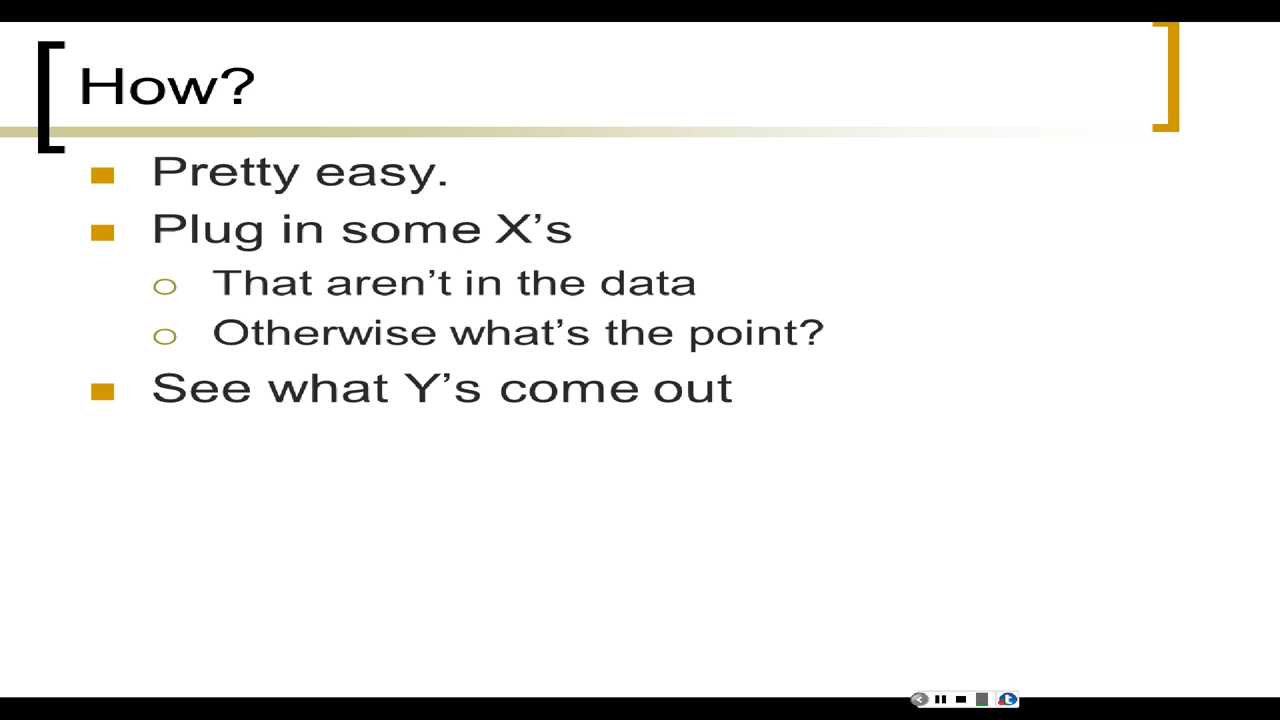 How?
Pretty easy.
Plug in some X’s
That aren’t in the data
Otherwise what’s the point?
See what Y’s come out